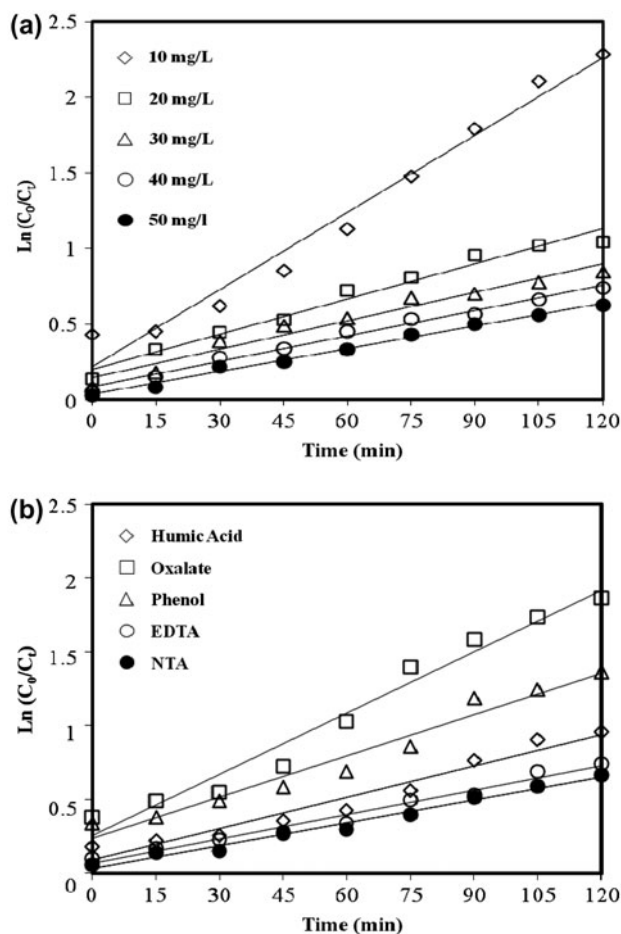 (a)
2.5
2
1.5
1
0.5
0
Ln (C0/Ct)
10 mg/L
20 mg/L
30 mg/L
40 mg/L
50 mg/l
0 15 30 45 60 75 90 105 120
Time (min)
(b)
2.5
2
1.5
1
0.5
0
Ln (C0/Ct)
Humic Acid
Oxalate
Phenol
EDTA
NTA
0 15 30 45 60 75 90 105 120
Time (min)